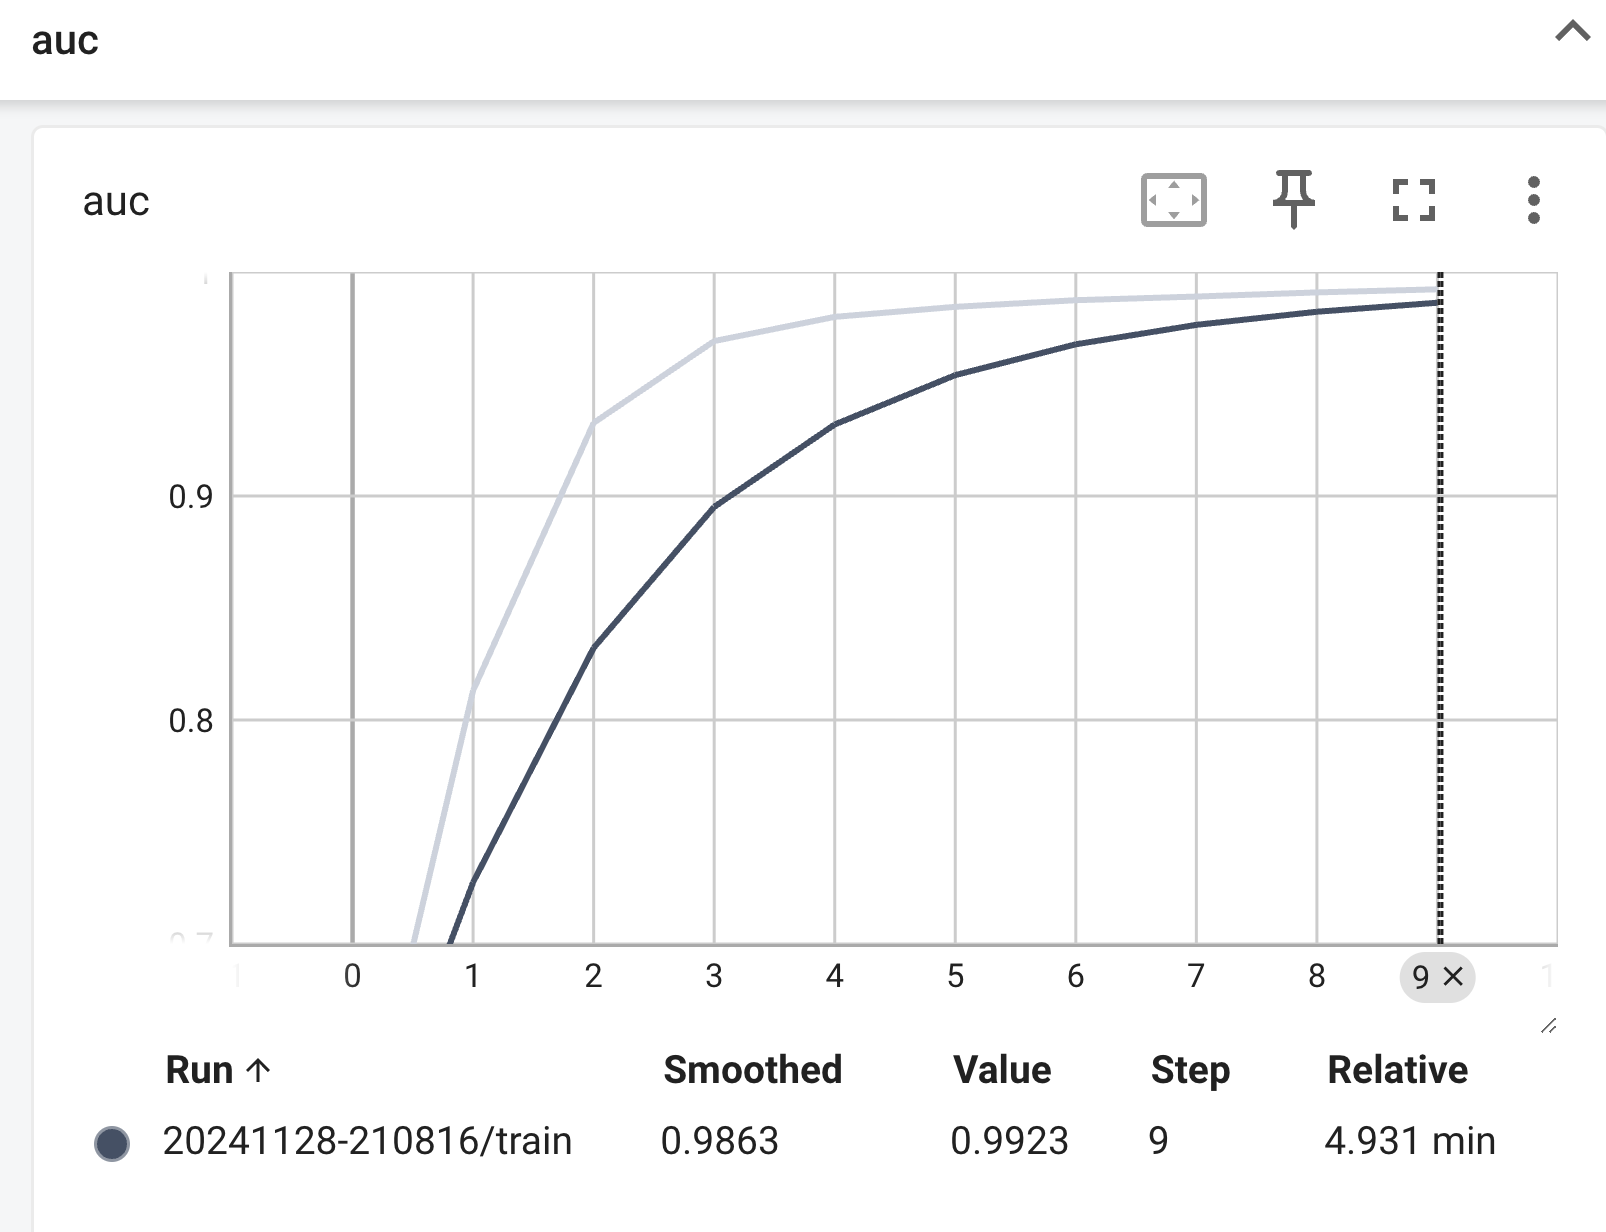 auc
auc
0.9
0.8
0 1 2 3 4 5 6 7 8 9 ×
Run ↑ Smoothed Value Step Relative
20241128-210816/train 0.9863 0.9923 9 4.931 min